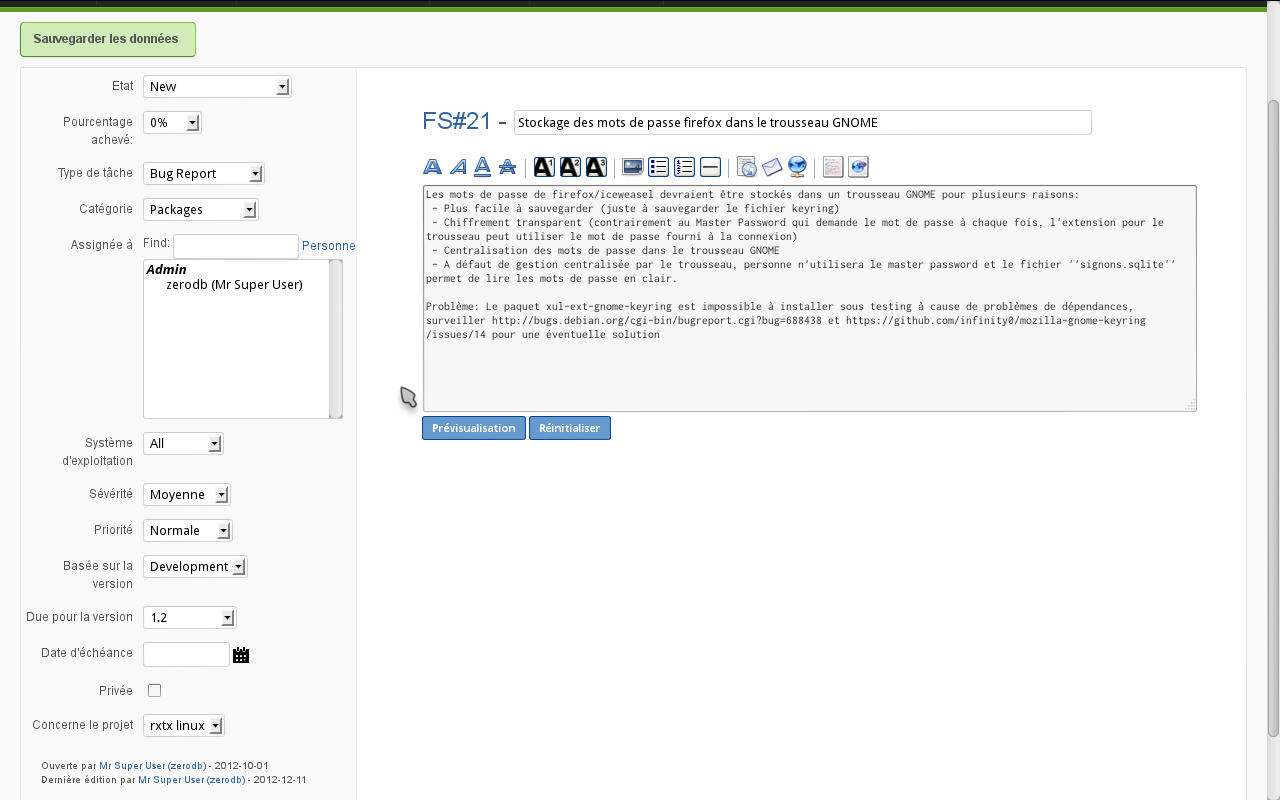 Sauvegarder les données
Etat New
Pourcentage achevé: 0%
Type de tâche Bug Report
Catégorie Packages
Assignée à Find: Personne
Admin
zerodb (Mr Super User)
Système d'exploitation All
Sévérité Moyenne
Priorité Normale
Basée sur la version Development
Due pour la version 1.2
Date d'échéance
Privée
Concerne le projet rxtx linux
Ouverte par Mr Super User (zerodb) - 2012-10-01
Dernière édition par Mr Super User (zerodb) - 2012-12-11
FS#21 - Stockage des mots de passe firefox dans le trousseau GNOME
A A A A A1 A2 A3
Les mots de passe de firefox/iceweasel devraient être stockés dans un trousseau GNOME pour plusieurs raisons:
- Plus facile à sauvegarder (juste à sauvegarder le fichier keyring)
- Chiffrement transparent (contrairement au Master Password qui demande le mot de passe à chaque fois, l'extension pour le
trousseau peut utiliser le mot de passe fourni à la connexion)
- Centralisation des mots de passe dans le trousseau GNOME
- A défaut de gestion centralisée par le trousseau, personne n'utilisera le master password et le fichier ''signons.sqlite''
permet de lire les mots de passe en clair.
Problème: Le paquet xul-ext-gnome-keyring est impossible à installer sous testing à cause de problèmes de dépendances,
surveiller http://bugs.debian.org/cgi-bin/bugreport.cgi?bug=688438 et https://github.com/infinity0/mozilla-gnome-keyring
/issues/14 pour une éventuelle solution
Prévisualisation Réinitialiser